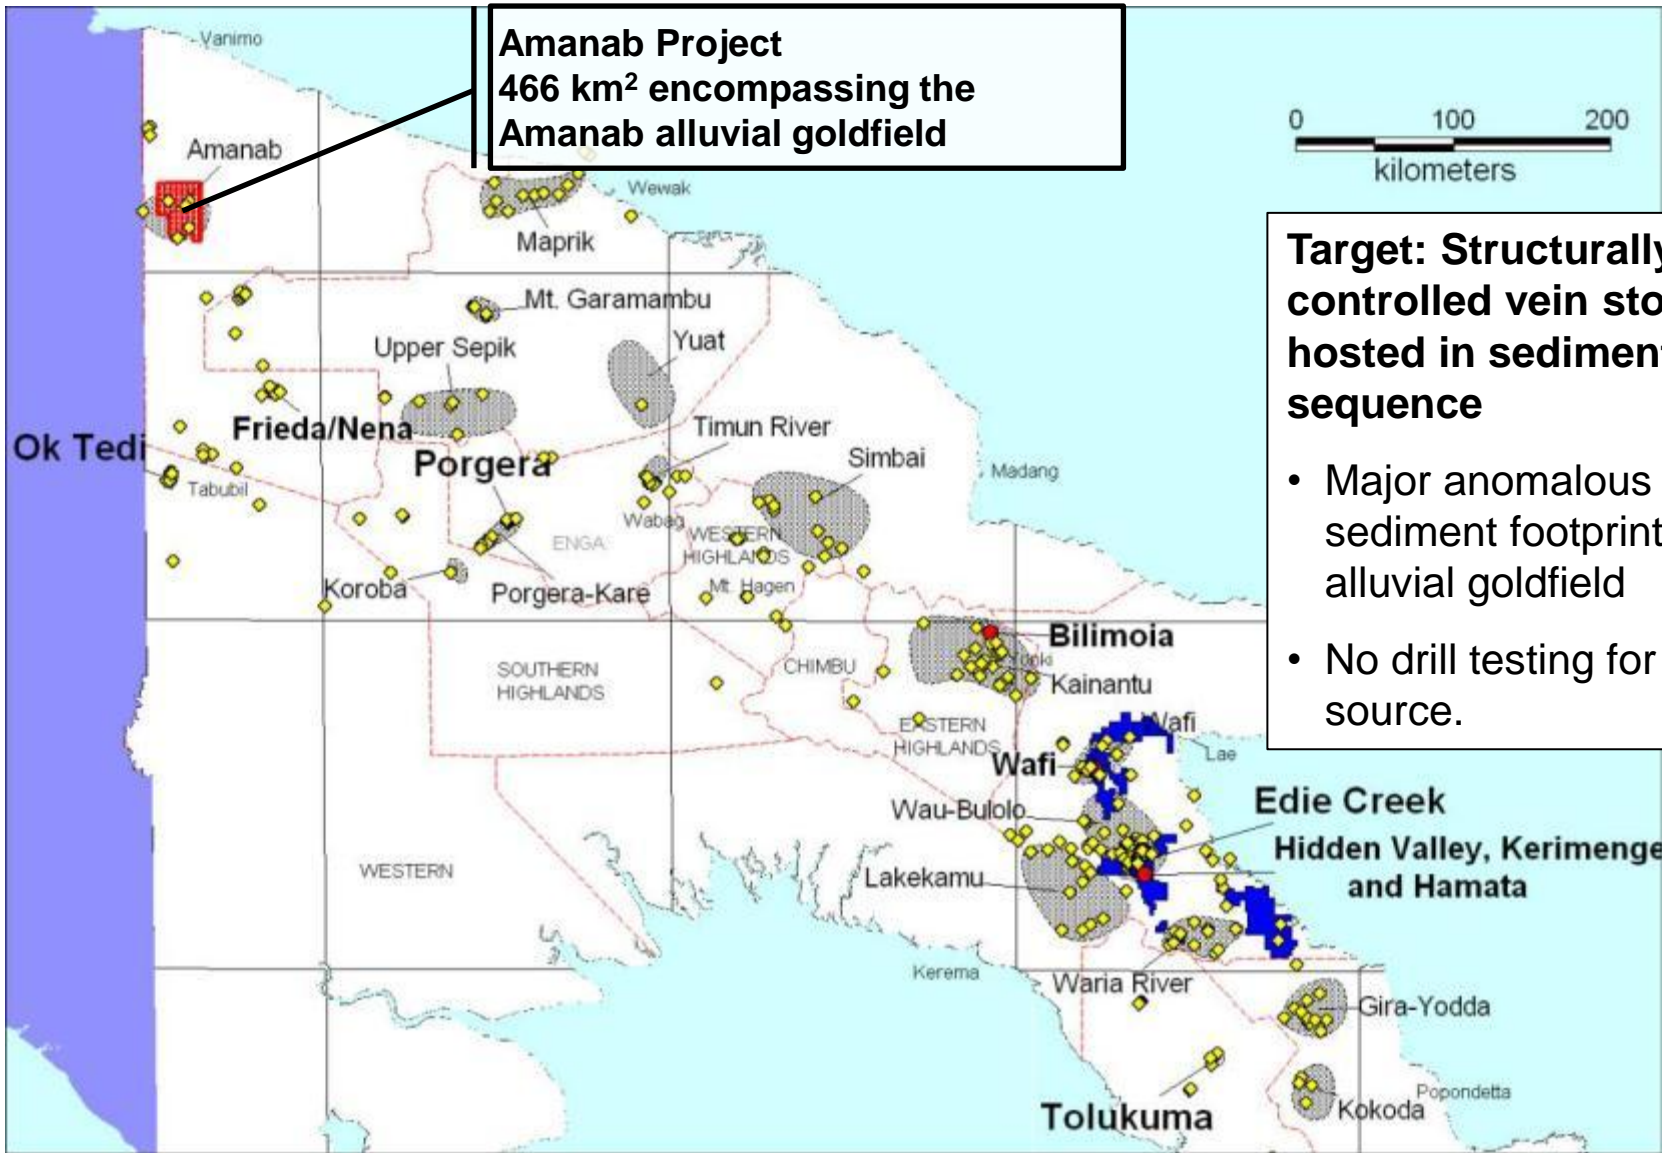 Amanab Project
466 km² encompassing the
Amanab alluvial goldfield
Vanimo
0 100 200
kilometers
Amanab
Wewak
Maprik
Target: Structurally
controlled vein sto
hosted in sediment
sequence
• Major anomalous
sediment footprint
alluvial goldfield
• No drill testing for
source.
Mt. Garamambu
Upper Sepik
Yuat
Frieda/Nena
Timun River
Ok Tedi
Porgera
Simbai
Madang
Tabubil
Wabag
WESTERN
HIGHLANDS
ENGA
Koroba
Porgera-Kare
Mt. Hagen
Bilimoia
Yonki
CHIMBU
SOUTHERN
HIGHLANDS
Kainantu
EASTERN
HIGHLANDS
Wafi
Lae
Wafi
Wau-Bulolo
Edie Creek
Hidden Valley, Kerimenge
and Hamata
WESTERN
Lakekamu
Kerema
Waria River
Gira-Yodda
Tolukuma
Kokoda
Popondetta